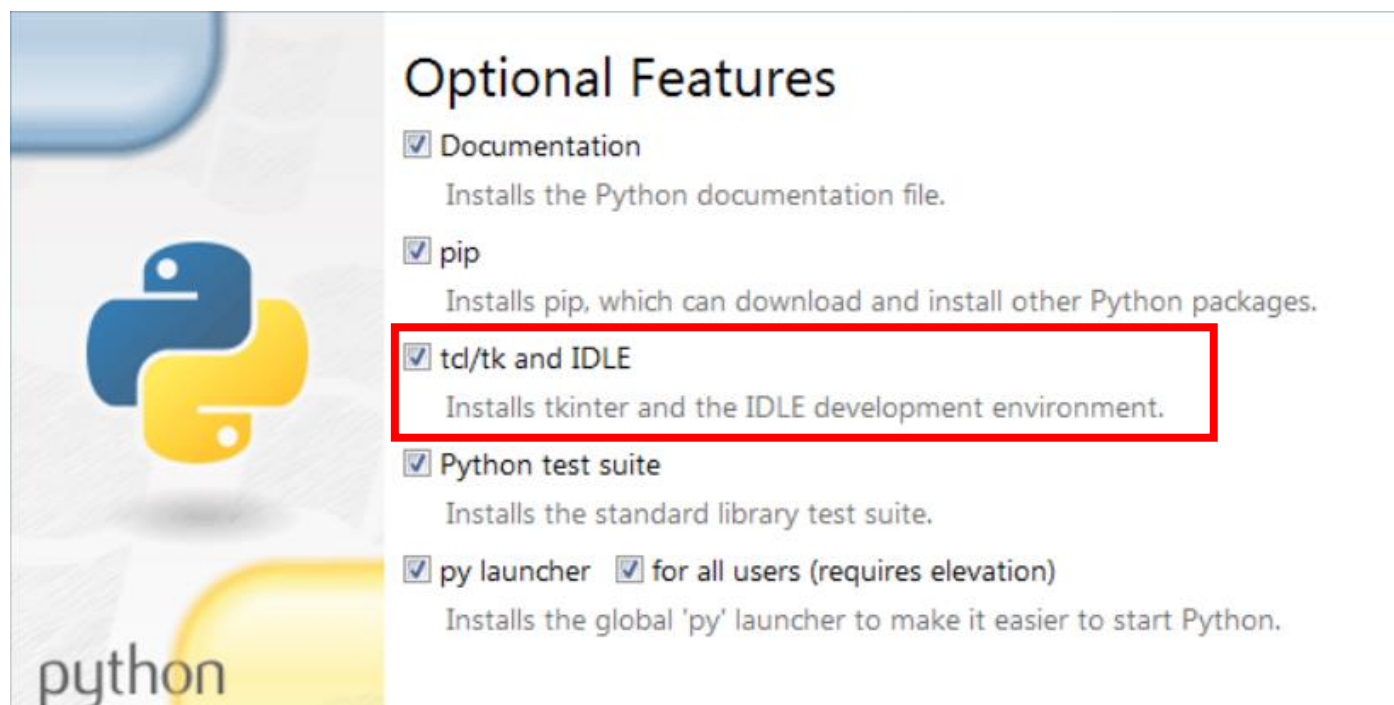 Optional Features
Documentation
Installs the Python documentation file.
pip
Installs pip, which can download and install other Python packages.
tcl/tk and IDLE
Installs tkinter and the IDLE development environment.
Python test suite
Installs the standard library test suite.
py launcher for all users (requires elevation)
Installs the global 'py' launcher to make it easier to start Python.
python